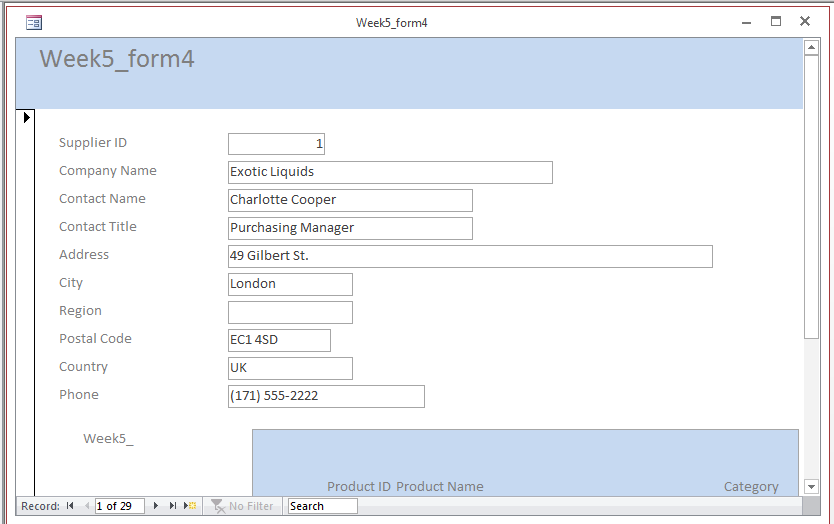 Week5_form4
Week5_form4
Supplier ID 1
Company Name Exotic Liquids
Contact Name Charlotte Cooper
Contact Title Purchasing Manager
Address 49 Gilbert St.
City London
Region
Postal Code EC1 4SD
Country UK
Phone (171) 555-2222
Week5_
Product ID Product Name Category
Record: 1 of 29 No Filter Search